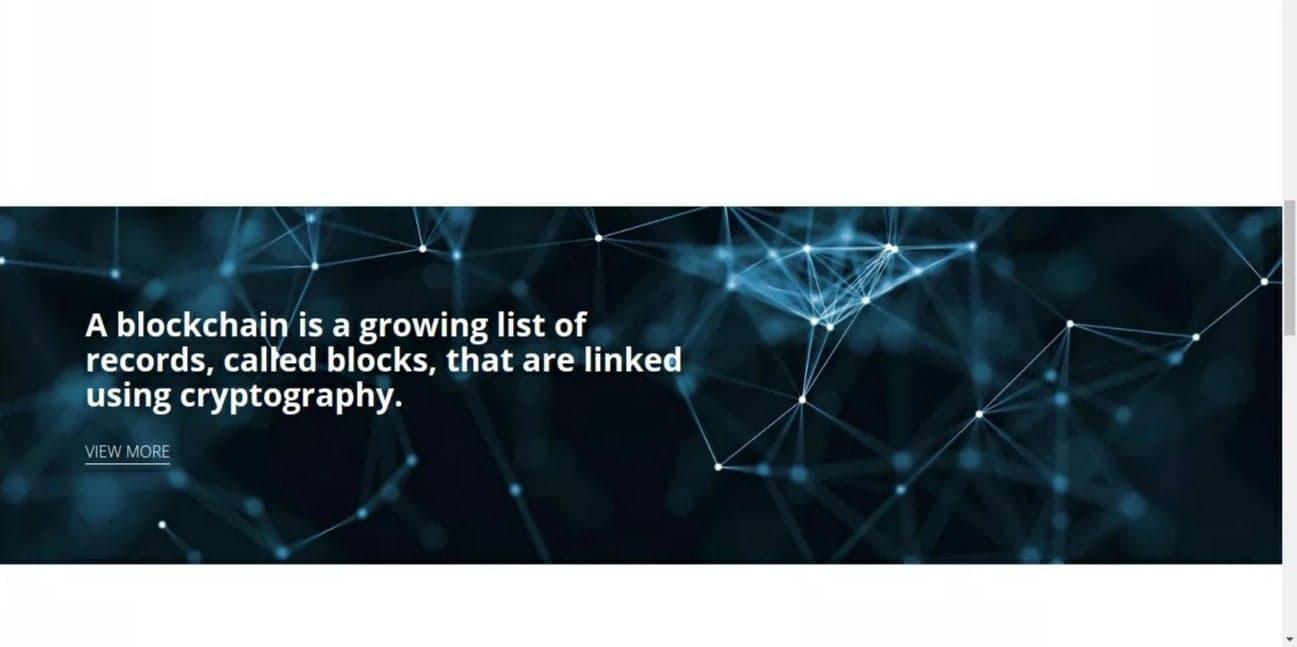 A blockchain is a growing list of
records, called blocks, that are linked
using cryptography.
VIEW MORE